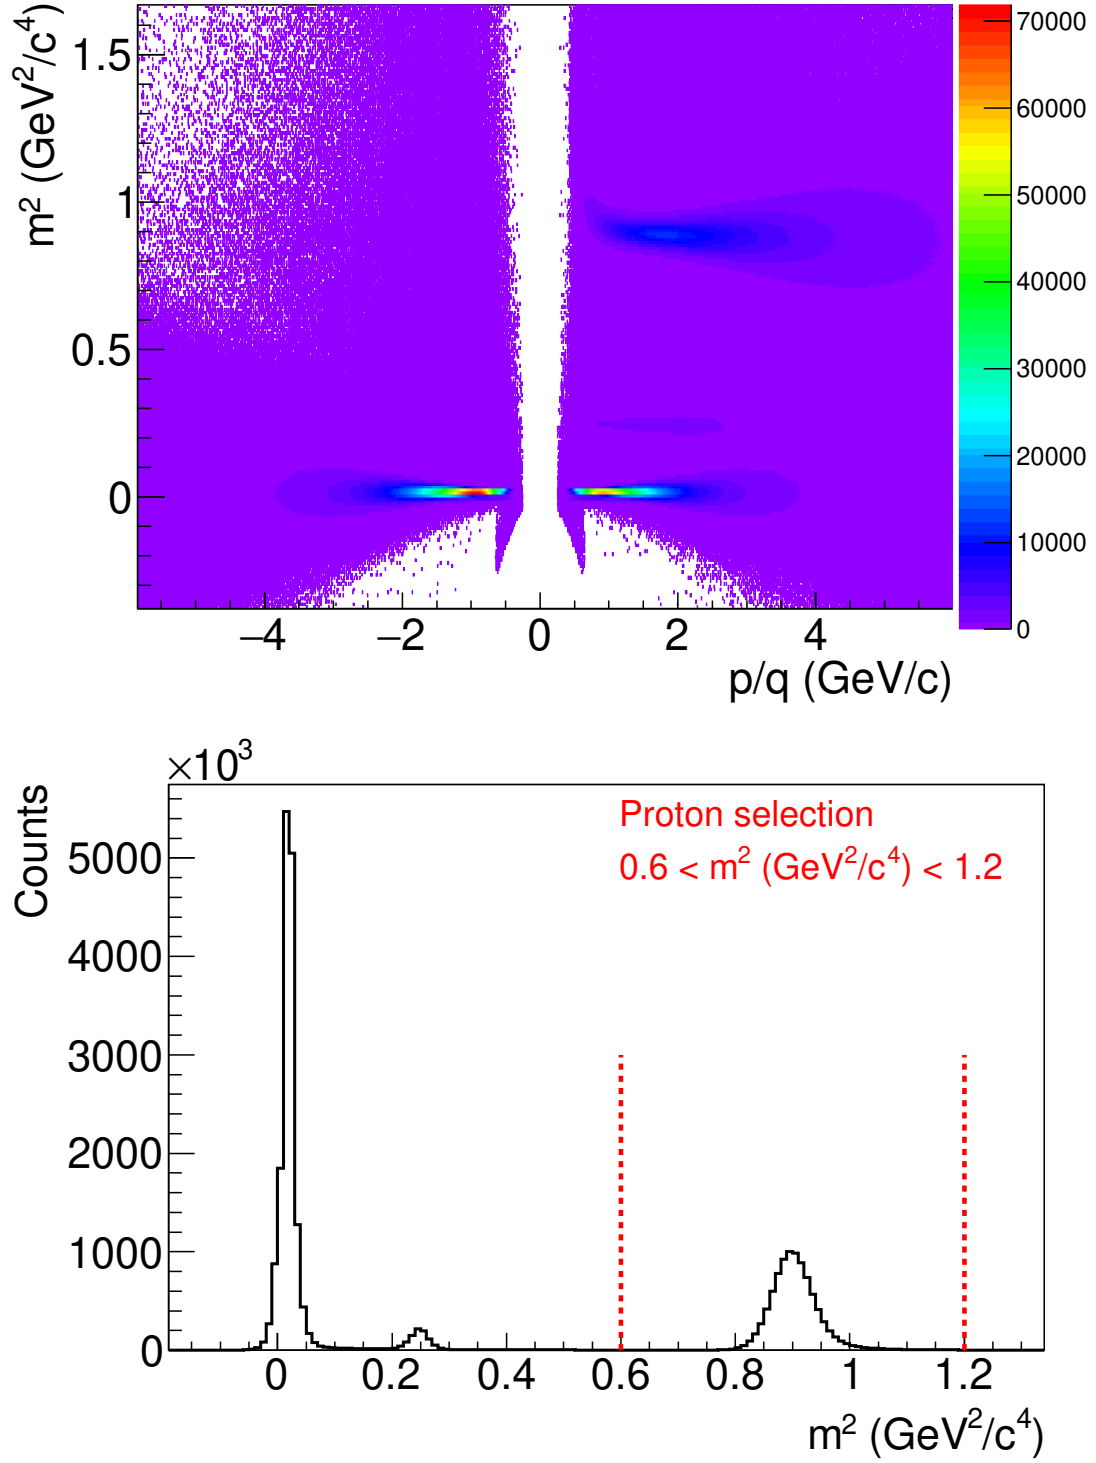 m² (GeV²/c⁴)
1.5
1
0.5
0
−4 −2 0 2 4
p/q (GeV/c)
70000
60000
50000
40000
30000
20000
10000
0
×10³
Counts
Proton selection
0.6 < m² (GeV²/c⁴) < 1.2
5000
4000
3000
2000
1000
0
0 0.2 0.4 0.6 0.8 1 1.2
m² (GeV²/c⁴)